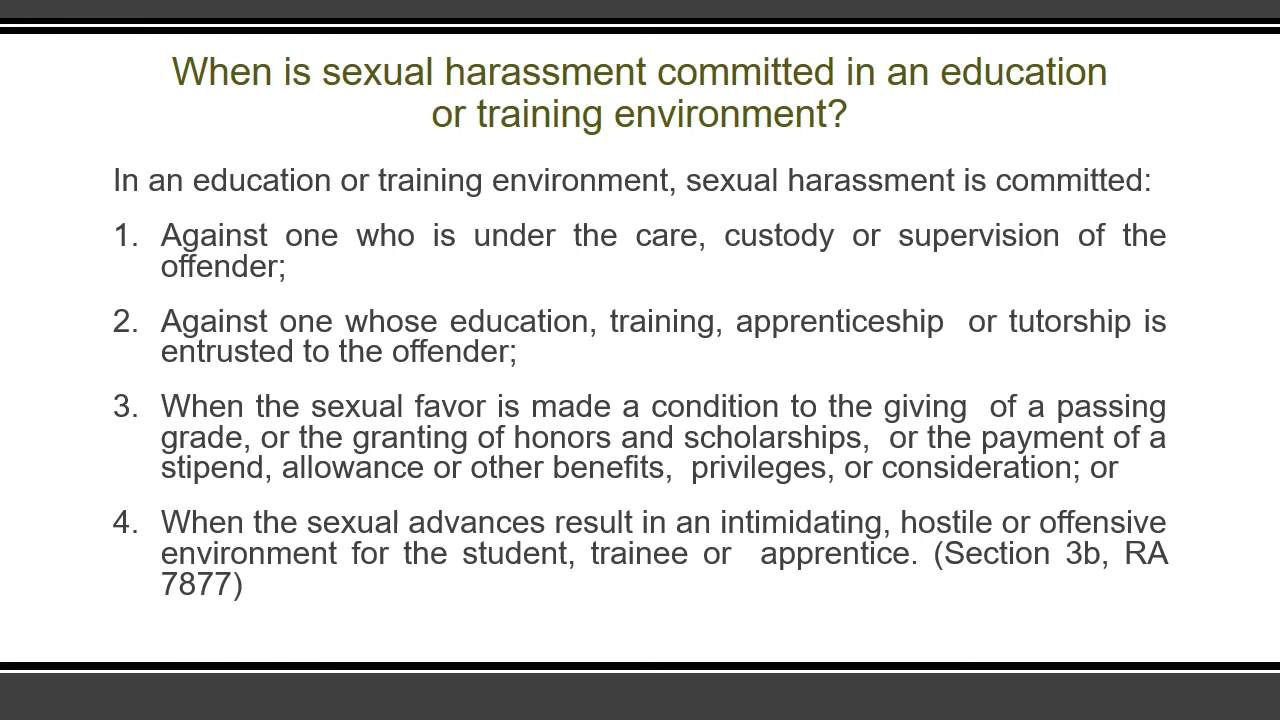 When is sexual harassment committed in an education
or training environment?
In an education or training environment, sexual harassment is committed:
1. Against one who is under the care, custody or supervision of the
offender;
2. Against one whose education, training, apprenticeship or tutorship is
entrusted to the offender;
3. When the sexual favor is made a condition to the giving of a passing
grade, or the granting of honors and scholarships, or the payment of a
stipend, allowance or other benefits, privileges, or consideration; or
4. When the sexual advances result in an intimidating, hostile or offensive
environment for the student, trainee or apprentice. (Section 3b, RA
7877)